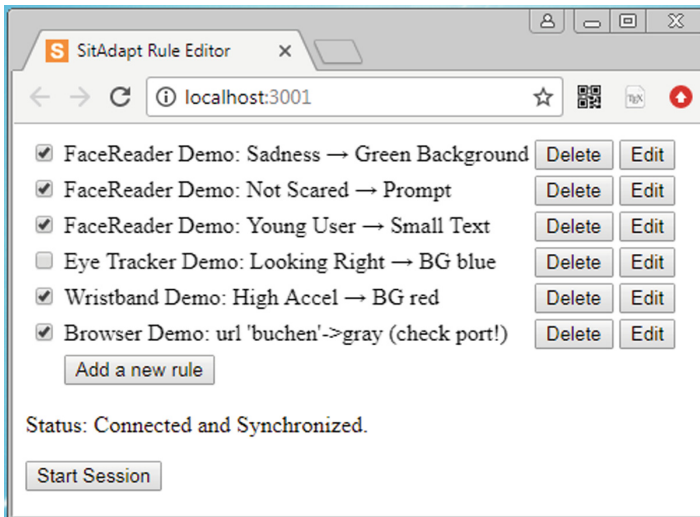 S SitAdapt Rule Editor
localhost:3001
FaceReader Demo: Sadness → Green Background Delete Edit
FaceReader Demo: Not Scared → Prompt Delete Edit
FaceReader Demo: Young User → Small Text Delete Edit
Eye Tracker Demo: Looking Right → BG blue Delete Edit
Wristband Demo: High Accel → BG red Delete Edit
Browser Demo: url 'buchen'->gray (check port!) Delete Edit
Add a new rule
Status: Connected and Synchronized.
Start Session